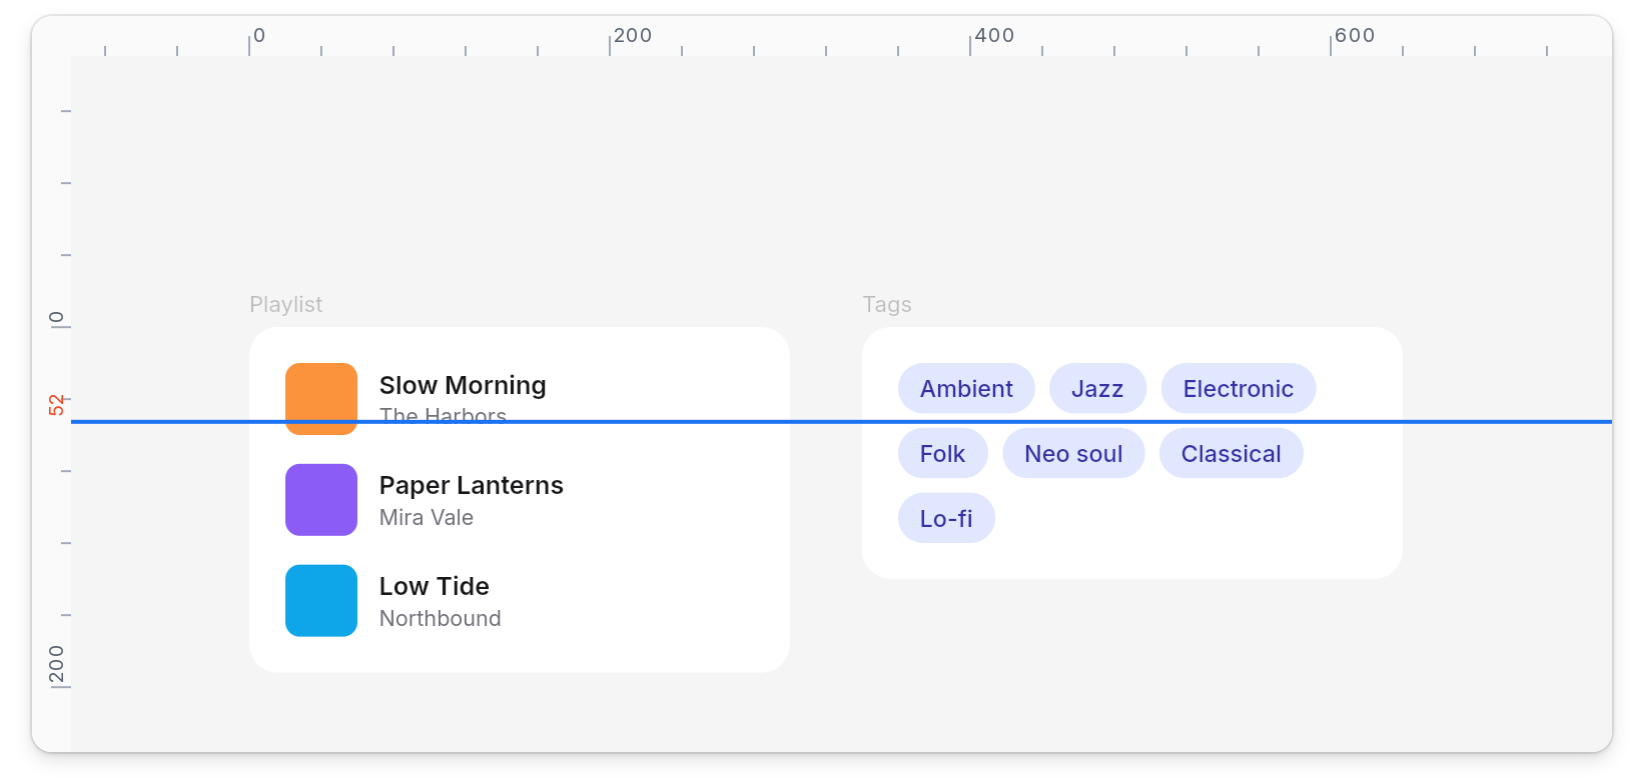 0 200 400 600
0
52
200
Playlist
Slow Morning
The Harbors
Paper Lanterns
Mira Vale
Low Tide
Northbound
Tags
Ambient Jazz Electronic
Folk Neo soul Classical
Lo-fi